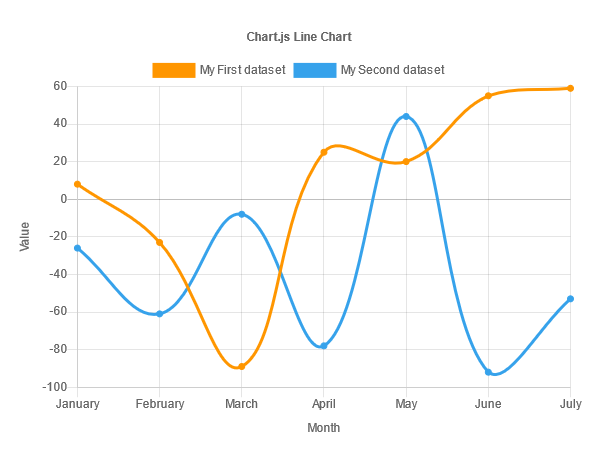 Chart.js Line Chart
My First dataset My Second dataset
60
40
20
0
-20
-40
-60
-80
-100
Value
January February March April May June July
Month